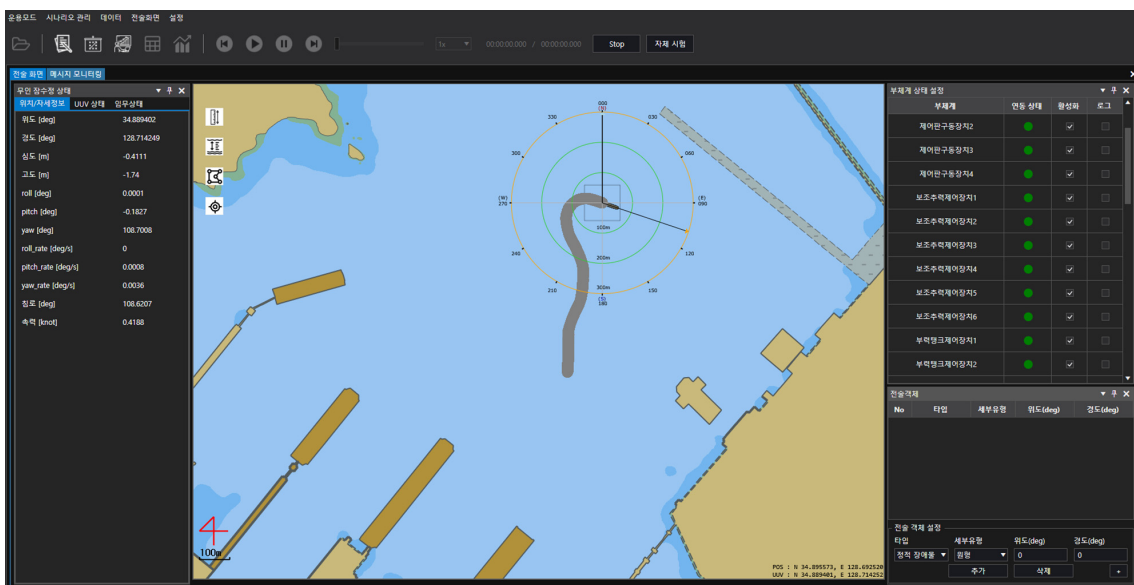 운용모드 시나리오 관리 데이터 전술화면 설정
1x 00:00:00.000 / 00:00:00.000 Stop 자체 시험
전술 화면 메시지 모니터링
무인 잠수정 상태
위치/자세정보 UUV 상태 임무상태
위도 [deg] 34.889402
경도 [deg] 128.714249
심도 [m] -0.4111
고도 [m] -1.74
roll [deg] 0.0001
pitch [deg] -0.1827
yaw [deg] 108.7008
roll_rate [deg/s] 0
pitch_rate [deg/s] 0.0008
yaw_rate [deg/s] 0.0036
침로 [deg] 108.6207
속력 [knot] 0.4188
000
(N)
330 030
300 060
(W) (E)
270 090
100m
240 120
200m
210 300m 150
(S)
180
100m
POS : N 34.895573, E 128.692520
UUV : N 34.889401, E 128.714252
부체계 상태 설정
부체계 연동 상태 활성화 로그
제어판구동장치2
제어판구동장치3
제어판구동장치4
보조추력제어장치1
보조추력제어장치2
보조추력제어장치3
보조추력제어장치4
보조추력제어장치5
보조추력제어장치6
부력탱크제어장치1
부력탱크제어장치2
전술객체
No 타입 세부유형 위도(deg) 경도(deg)
전술 객체 설정
타입 세부유형 위도(deg) 경도(deg)
정적 장애물 원형 0 0
추가 삭제 +